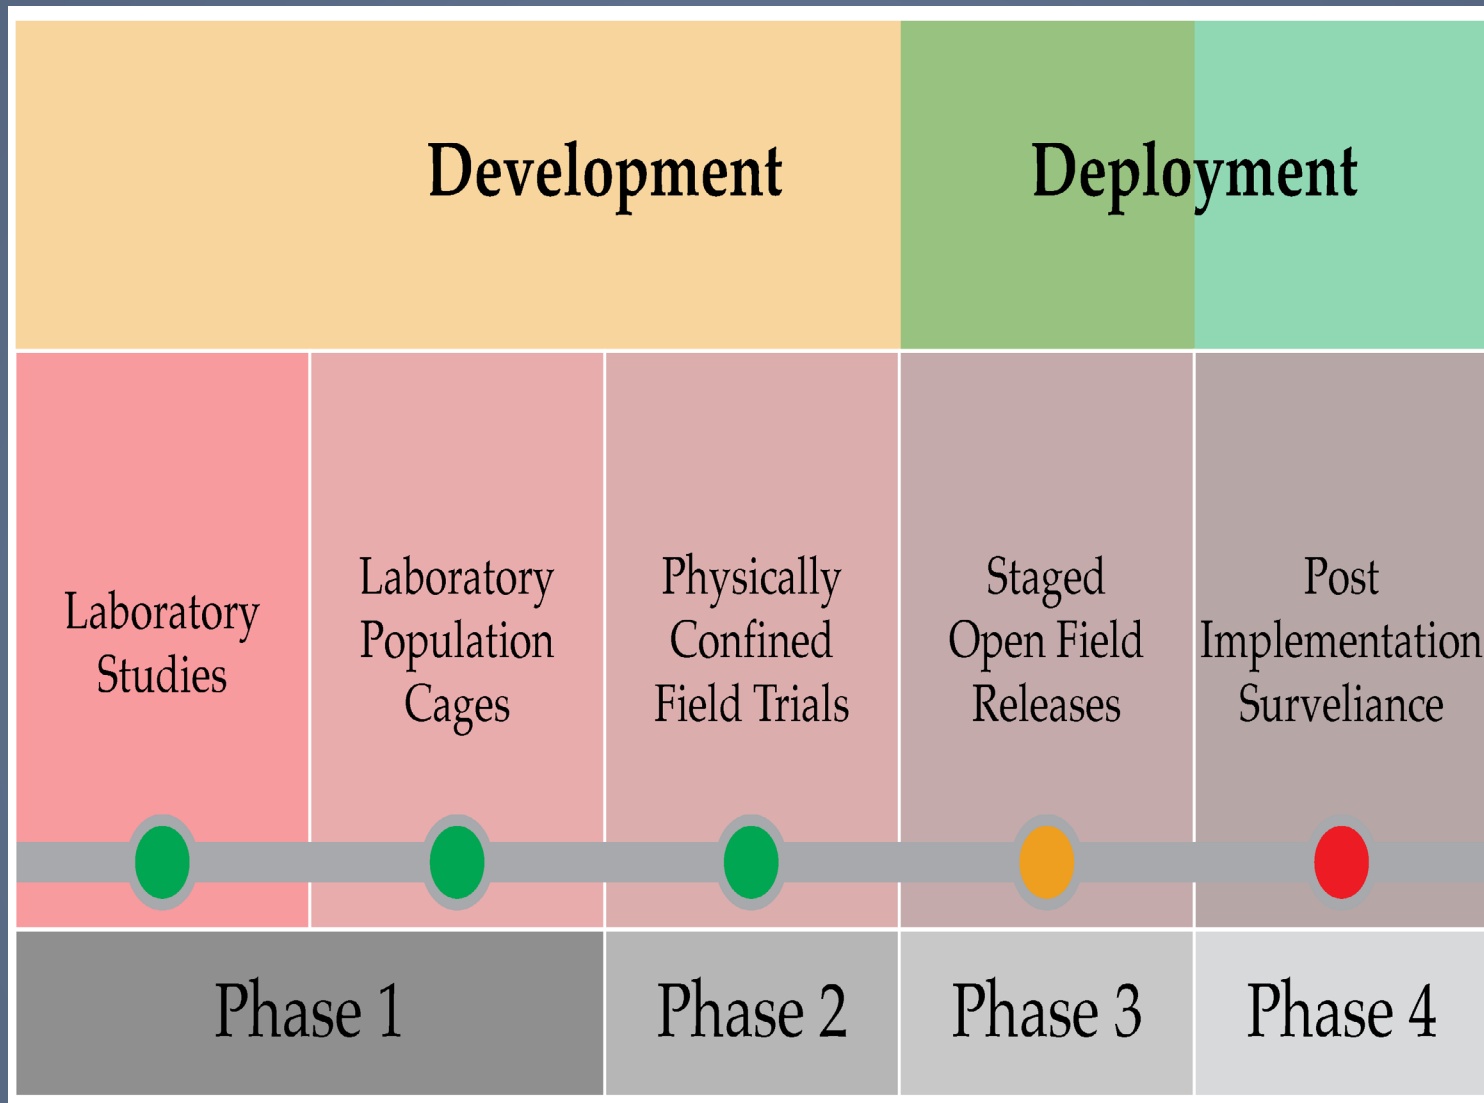 Development
Deployment
Laboratory
Studies
Laboratory
Population
Cages
Physically
Confined
Field Trials
Staged
Open Field
Releases
Post
Implementation
Surveliance
Phase 1
Phase 2
Phase 3
Phase 4